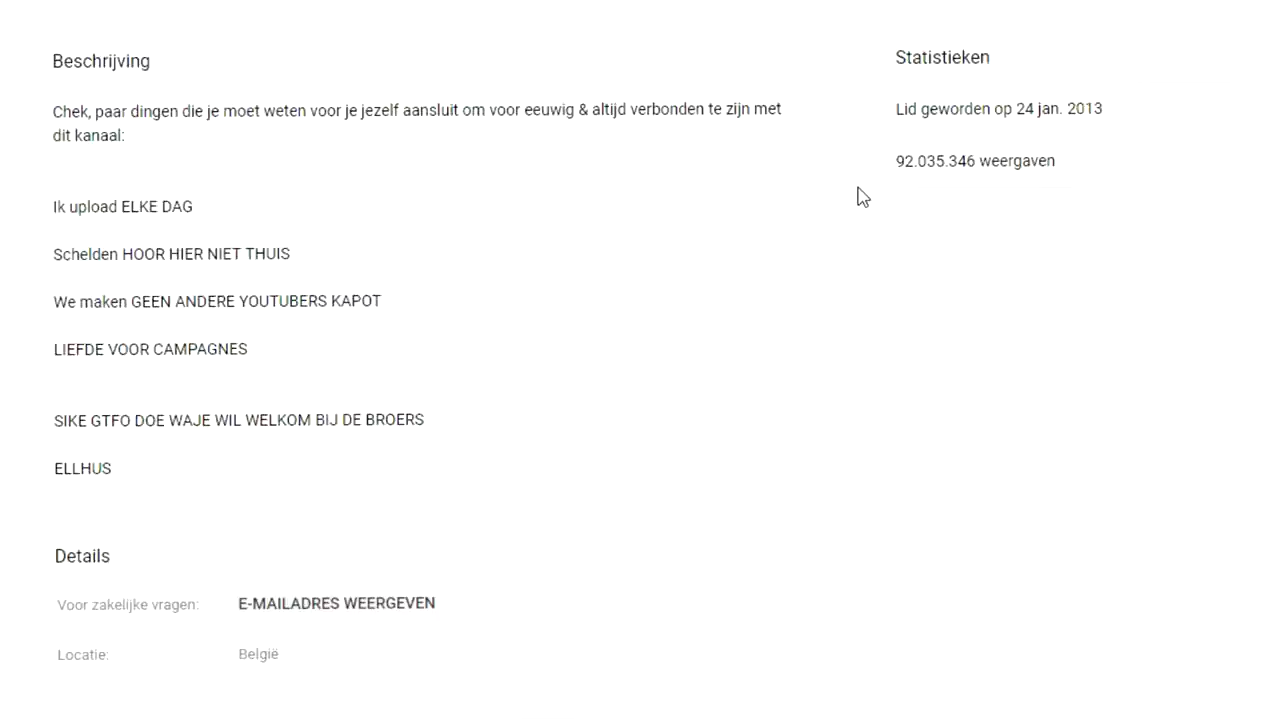 Beschrijving
Chek, paar dingen die je moet weten voor je jezelf aansluit om voor eeuwig & altijd verbonden te zijn met
dit kanaal:
Ik upload ELKE DAG
Schelden HOOR HIER NIET THUIS
We maken GEEN ANDERE YOUTUBERS KAPOT
LIEFDE VOOR CAMPAGNES
SIKE GTFO DOE WAJE WIL WELKOM BIJ DE BROERS
ELLHUS
Details
Voor zakelijke vragen: E-MAILADRES WEERGEVEN
Locatie: België
Statistieken
Lid geworden op 24 jan. 2013
92.035.346 weergaven